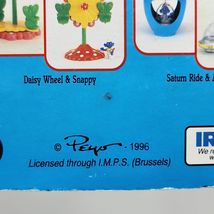 Daisy Wheel & Snappy
Saturn Ride & A
© Peyo - 1996
Licensed through I.M.P.S. (Brussels)
IR
We r
w